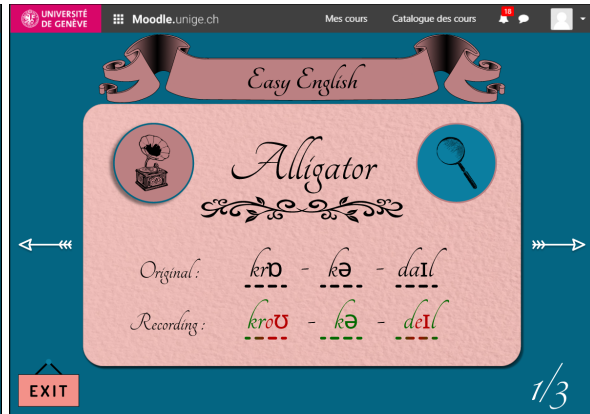 UNIVERSITÉ
DE GENÈVE
Moodle.unige.ch
Mes cours
Catalogue des cours
18
Easy English
Alligator
Original : krɒ - kə - daɪl
Recording : kroʊ - kə - deɪl
EXIT
1/3